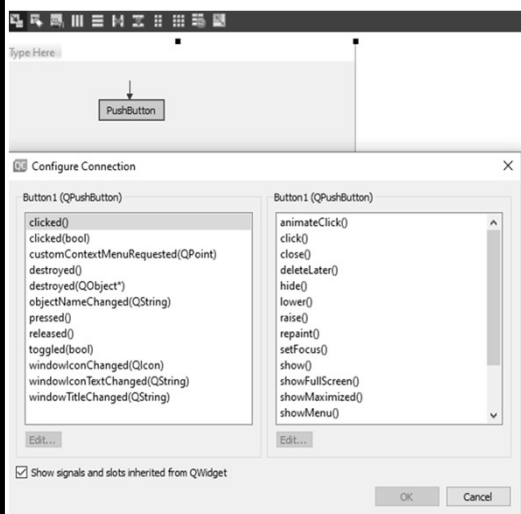 Type Here
PushButton
QC Configure Connection
Button1 (QPushButton)
clicked()
clicked(bool)
customContextMenuRequested(QPoint)
destroyed()
destroyed(QObject*)
objectNameChanged(QString)
pressed()
released()
toggled(bool)
windowIconChanged(QIcon)
windowIconTextChanged(QString)
windowTitleChanged(QString)
Edit...
Button1 (QPushButton)
animateClick()
click()
close()
deleteLater()
hide()
lower()
raise()
repaint()
setFocus()
show()
showFullScreen()
showMaximized()
showMenu()
Edit...
Show signals and slots inherited from QWidget
OK
Cancel